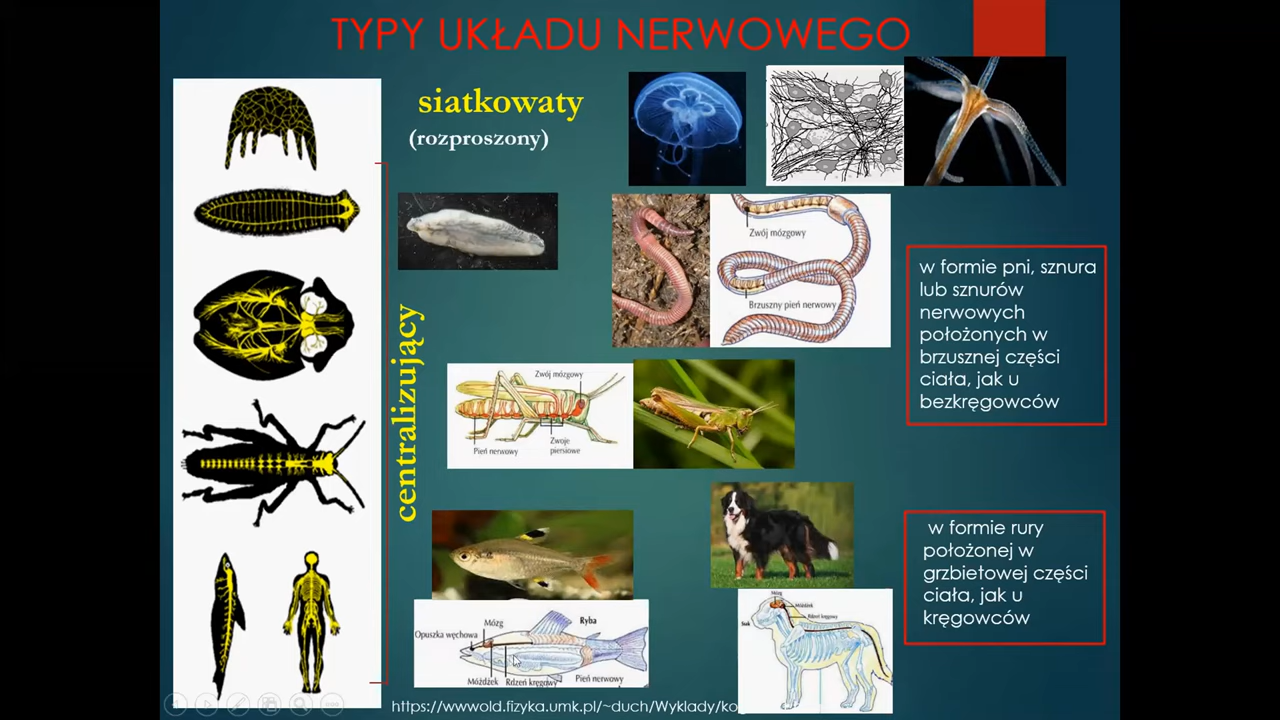 TYPY UKŁADU NERWOWEGO
siatkowaty
(rozproszony)
centralizujący
Zwój mózgowy
Brzuszny pień nerwowy
w formie pni, sznura
lub sznurów
nerwowych
położonych w
brzusznej części
ciała, jak u
bezkręgowców
Zwój mózgowy
Pień nerwowy
Zwoje
piersiowe
w formie rury
położonej w
grzbietowej części
ciała, jak u
kręgowców
Mózg
Opuszka węchowa
Ryba
Móżdżek
Rdzeń kręgowy
Pień nerwowy
Mózg
Móżdżek
Rdzeń kręgowy
Ssak
https://wwwold.fizyka.umk.pl/~duch/Wyklady/ko